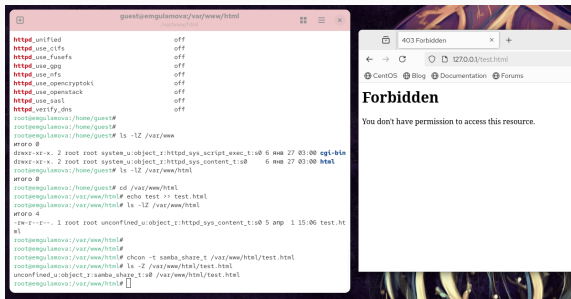 guest@emgulamova:/var/www/html
/var/www/html
httpd_unified off
httpd_use_cifs off
httpd_use_fusefs off
httpd_use_gpg off
httpd_use_nfs off
httpd_use_opencryptoki off
httpd_use_openstack off
httpd_use_sasl off
httpd_verify_dns off
root@emgulamova:/home/guest#
root@emgulamova:/home/guest#
root@emgulamova:/home/guest# ls -lZ /var/www
итого 0
drwxr-xr-x. 2 root root system_u:object_r:httpd_sys_script_exec_t:s0 6 янв 27 03:00 cgi-bin
drwxr-xr-x. 2 root root system_u:object_r:httpd_sys_content_t:s0 6 янв 27 03:00 html
root@emgulamova:/home/guest# ls -lZ /var/www/html
итого 0
root@emgulamova:/home/guest# cd /var/www/html
root@emgulamova:/var/www/html# echo test >> test.html
root@emgulamova:/var/www/html# ls -lZ /var/www/html
итого 4
-rw-r--r--. 1 root root unconfined_u:object_r:httpd_sys_content_t:s0 5 апр 1 15:06 test.ht
ml
root@emgulamova:/var/www/html#
root@emgulamova:/var/www/html#
root@emgulamova:/var/www/html# chcon -t samba_share_t /var/www/html/test.html
root@emgulamova:/var/www/html# ls -Z /var/www/html/test.html
unconfined_u:object_r:samba_share_t:s0 /var/www/html/test.html
root@emgulamova:/var/www/html#
403 Forbidden
127.0.0.1/test.html
CentOS Blog Documentation Forums
Forbidden
You don't have permission to access this resource.